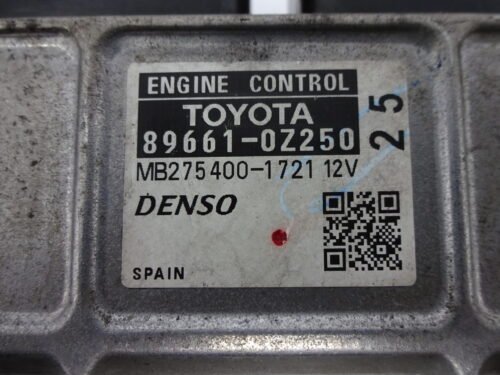 ENGINE CONTROL
TOYOTA
89661-0Z250
25
MB275400-1721 12V
DENSO
SPAIN